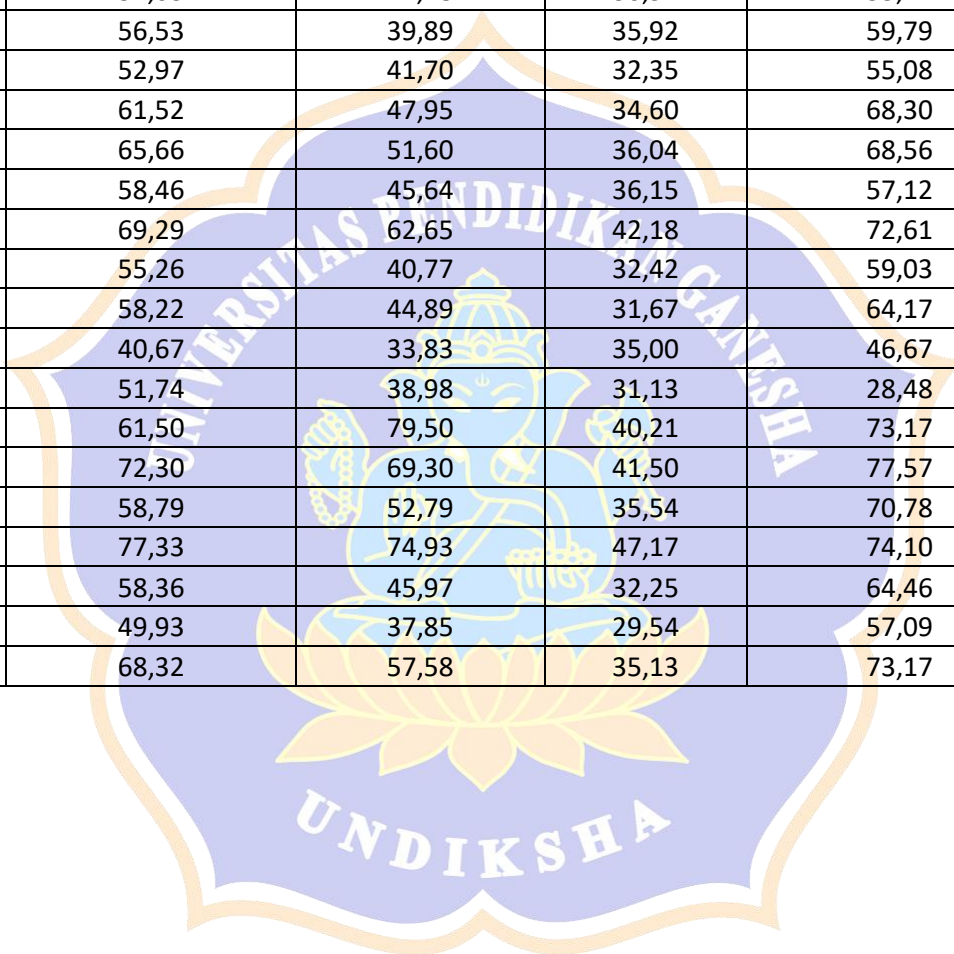 56,53 39,89 35,92 59,79
52,97 41,70 32,35 55,08
61,52 47,95 34,60 68,30
65,66 51,60 36,04 68,56
58,46 45,64 36,15 57,12
69,29 62,65 42,18 72,61
55,26 40,77 32,42 59,03
58,22 44,89 31,67 64,17
40,67 33,83 35,00 46,67
51,74 38,98 31,13 28,48
61,50 79,50 40,21 73,17
72,30 69,30 41,50 77,57
58,79 52,79 35,54 70,78
77,33 74,93 47,17 74,10
58,36 45,97 32,25 64,46
49,93 37,85 29,54 57,09
68,32 57,58 35,13 73,17
UNIVERSITAS PENDIDIKAN GANESHA
UNDIKSHA